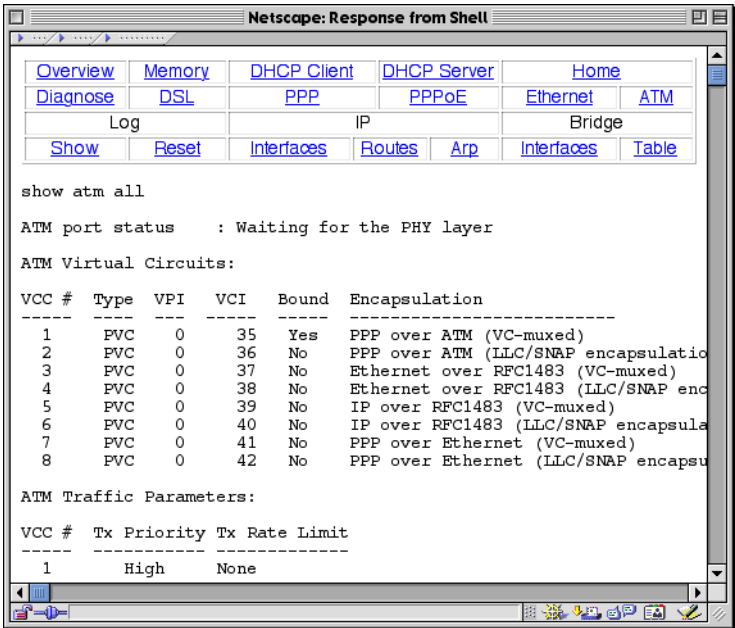 Netscape: Response from Shell
Overview Memory DHCP Client DHCP Server Home
Diagnose DSL PPP PPPoE Ethernet ATM
Log IP Bridge
Show Reset Interfaces Routes Arp Interfaces Table
show atm all
ATM port status : Waiting for the PHY layer
ATM Virtual Circuits:
VCC # Type VPI VCI Bound Encapsulation
----- ---- --- ----- ----- --------------------------
1 PVC 0 35 Yes PPP over ATM (VC-muxed)
2 PVC 0 36 No PPP over ATM (LLC/SNAP encapsulatio
3 PVC 0 37 No Ethernet over RFC1483 (VC-muxed)
4 PVC 0 38 No Ethernet over RFC1483 (LLC/SNAP enc
5 PVC 0 39 No IP over RFC1483 (VC-muxed)
6 PVC 0 40 No IP over RFC1483 (LLC/SNAP encapsula
7 PVC 0 41 No PPP over Ethernet (VC-muxed)
8 PVC 0 42 No PPP over Ethernet (LLC/SNAP encapsu
ATM Traffic Parameters:
VCC # Tx Priority Tx Rate Limit
----- ----------- -------------
1 High None